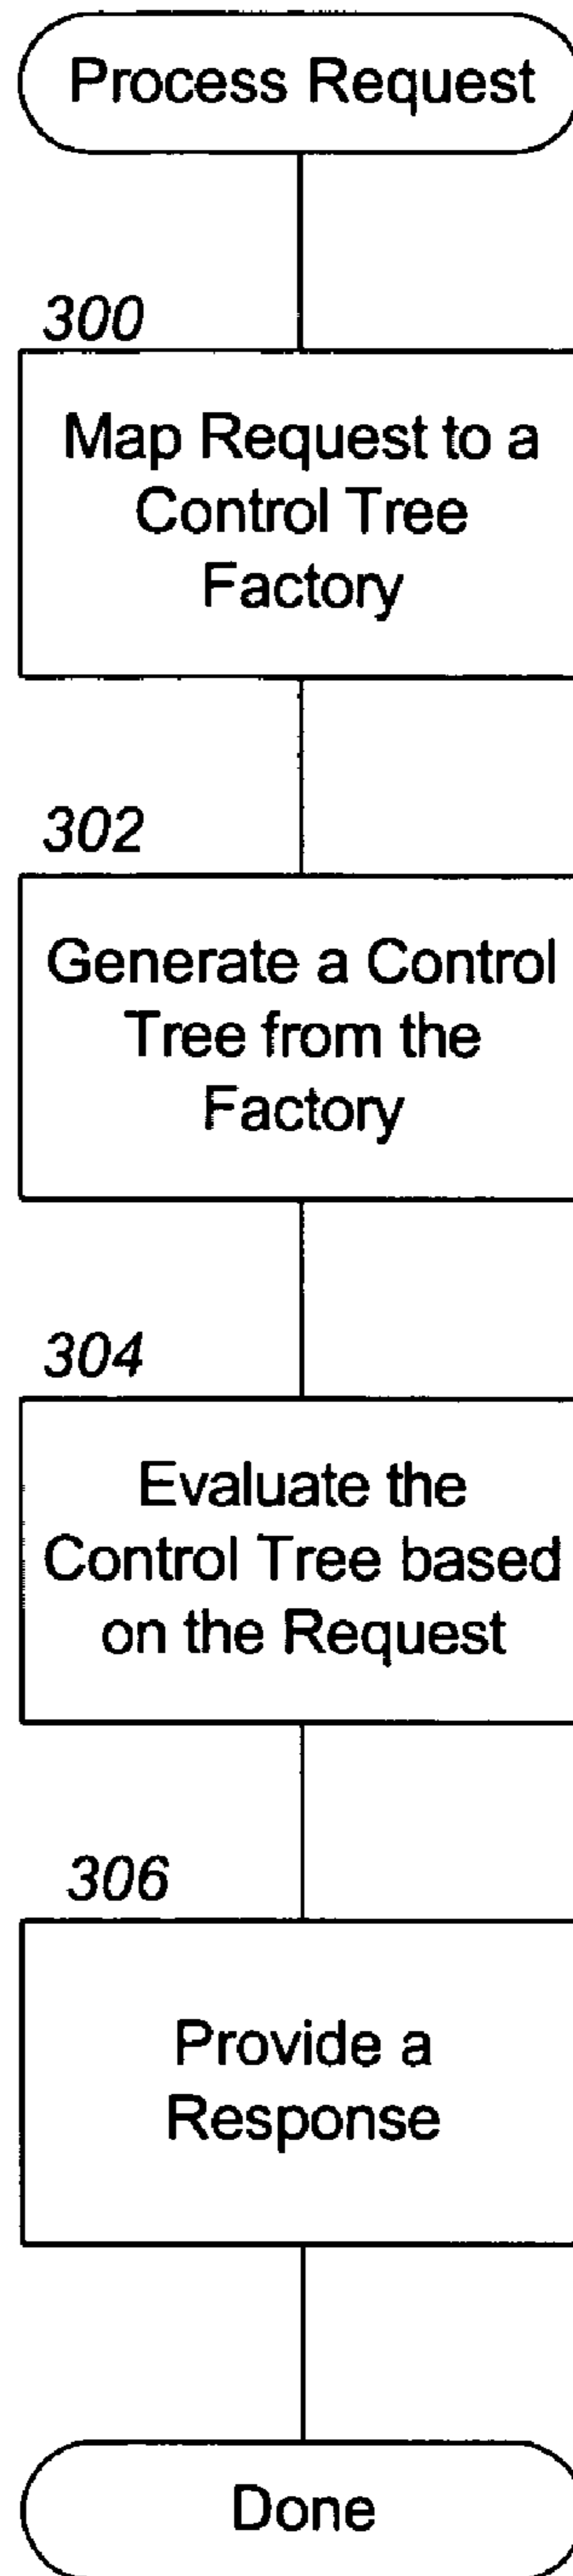 Process Request
300
Map Request to a
Control Tree
Factory
302
Generate a Control
Tree from the
Factory
304
Evaluate the
Control Tree based
on the Request
306
Provide a
Response
Done